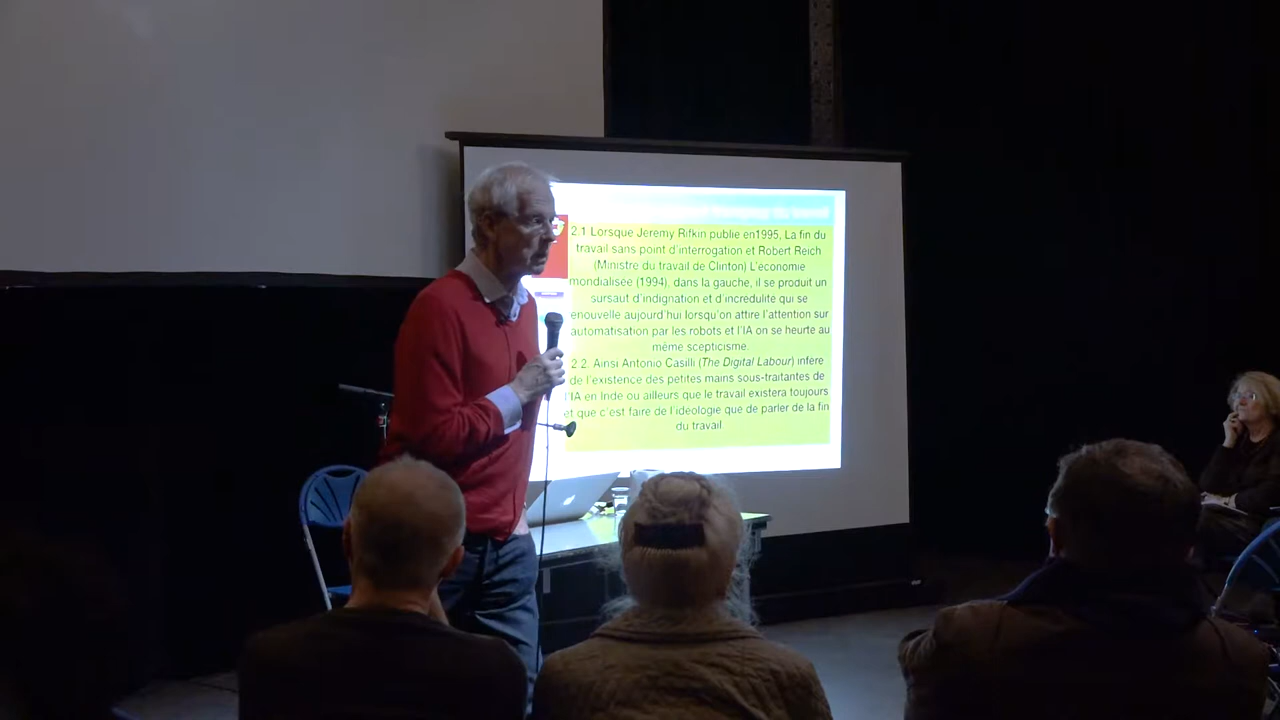 2.1 Lorsque Jeremy Rifkin publie en1995, La fin du
travail sans point d'interrogation et Robert Reich
(Ministre du travail de Clinton) L'économie
mondialisée (1994), dans la gauche, il se produit un
sursaut d'indignation et d'incrédulité qui se
enouvelle aujourd'hui lorsqu'on attire l'attention sur
automatisation par les robots et l'IA on se heurte au
même scepticisme.
2.2. Ainsi Antonio Casilli (The Digital Labour) infère
de l'existence des petites mains sous-traitantes de
l'IA en Inde ou ailleurs que le travail existera toujours
et que c'est faire de l'idéologie que de parler de la fin
du travail